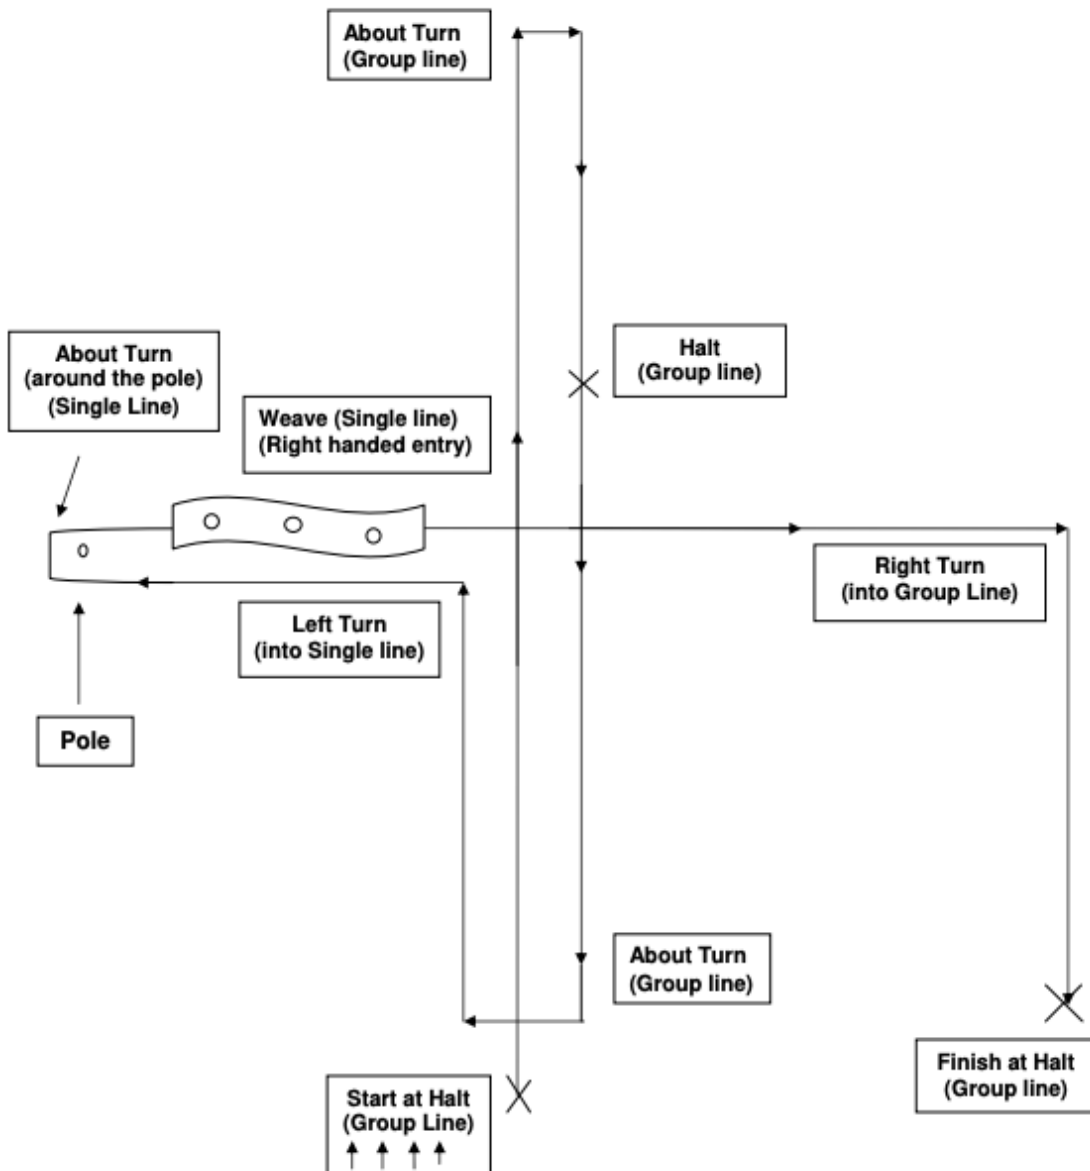 About Turn
(Group line)
Halt
(Group line)
About Turn
(around the pole)
(Single Line)
Weave (Single line)
(Right handed entry)
Right Turn
(into Group Line)
Left Turn
(into Single line)
Pole
About Turn
(Group line)
Finish at Halt
(Group line)
Start at Halt
(Group Line)